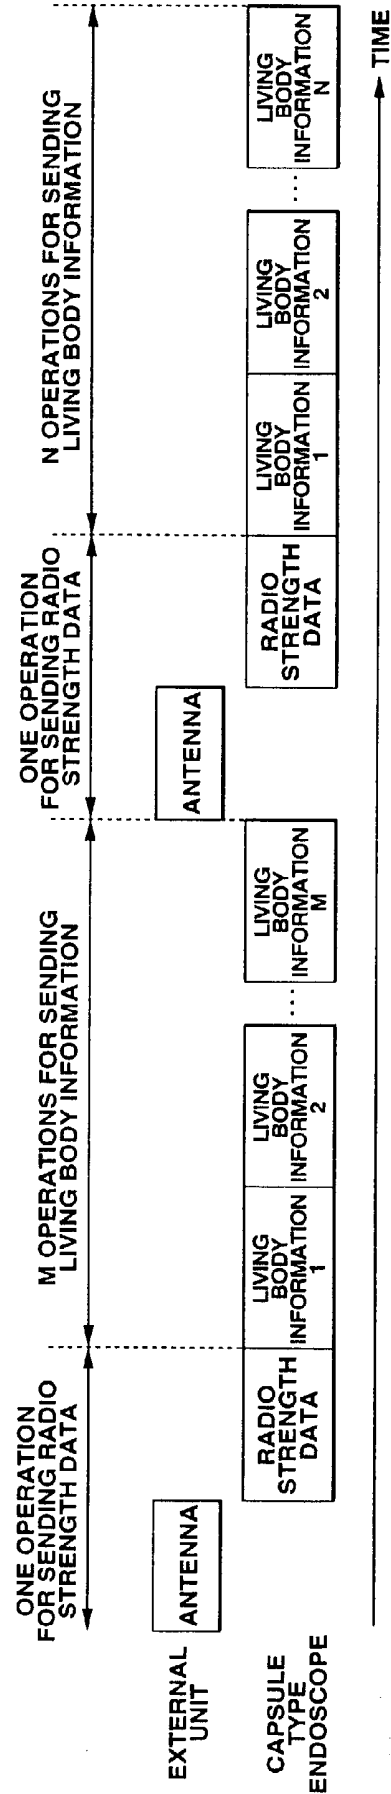 ONE OPERATION
FOR SENDING RADIO
STRENGTH DATA
M OPERATIONS FOR SENDING
LIVING BODY INFORMATION
ONE OPERATION
FOR SENDING RADIO
STRENGTH DATA
N OPERATIONS FOR SENDING
LIVING BODY INFORMATION
EXTERNAL
UNIT
ANTENNA
ANTENNA
CAPSULE
TYPE
ENDOSCOPE
RADIO
STRENGTH
DATA
LIVING
BODY
INFORMATION
1
LIVING
BODY
INFORMATION
2
....
LIVING
BODY
INFORMATION
M
RADIO
STRENGTH
DATA
LIVING
BODY
INFORMATION
1
LIVING
BODY
INFORMATION
2
....
LIVING
BODY
INFORMATION
N
TIME